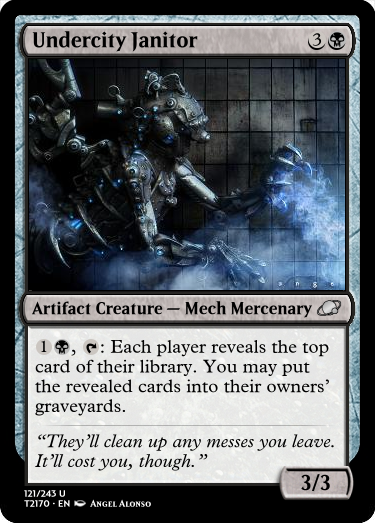 Undercity Janitor 3
Artifact Creature — Mech Mercenary
1, : Each player reveals the top
card of their library. You may put
the revealed cards into their owners’
graveyards.
“They’ll clean up any messes you leave.
It’ll cost you, though.”
3/3
121/243 U
T2170 • EN Angel Alonso